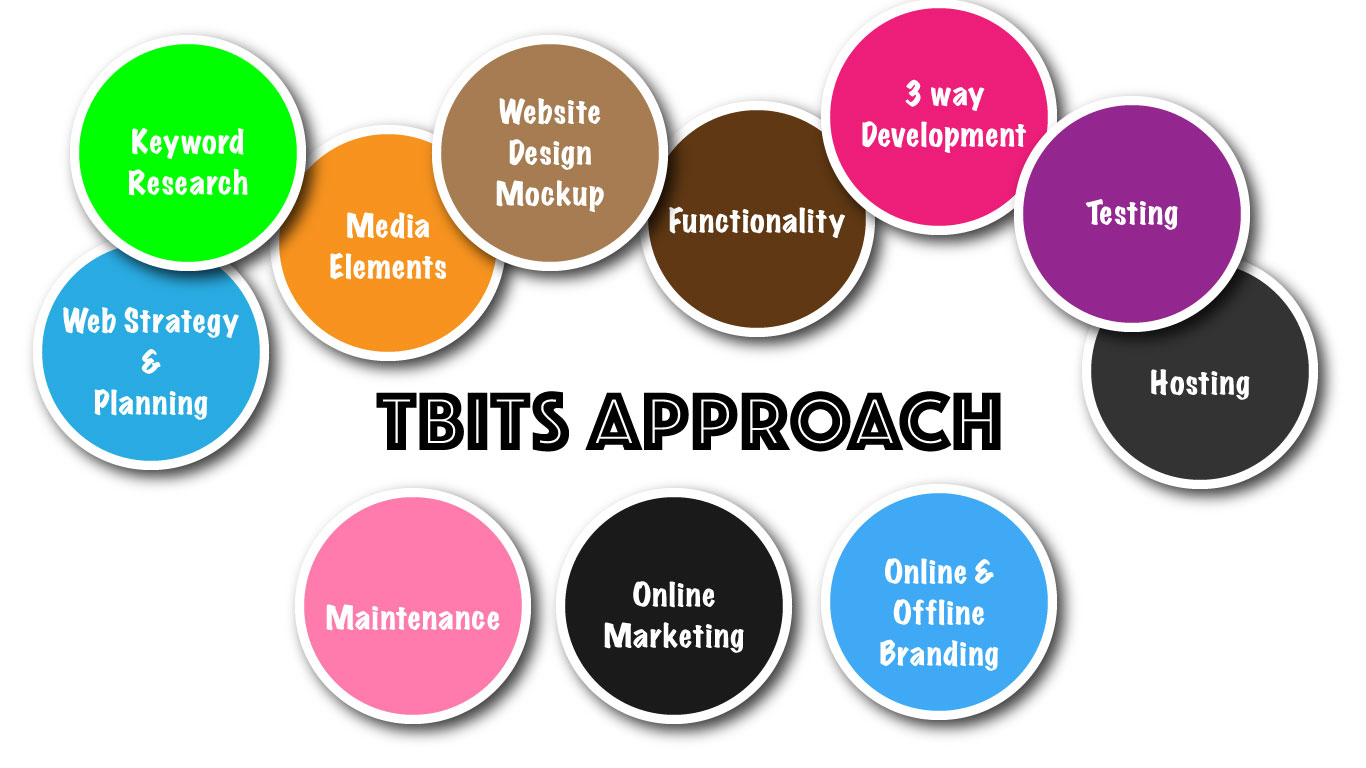 Keyword
Research
Web Strategy
&
Planning
Media
Elements
Website
Design
Mockup
Functionality
3 way
Development
Testing
Hosting
TBITS APPROACH
Maintenance
Online
Marketing
Online &
Offline
Branding